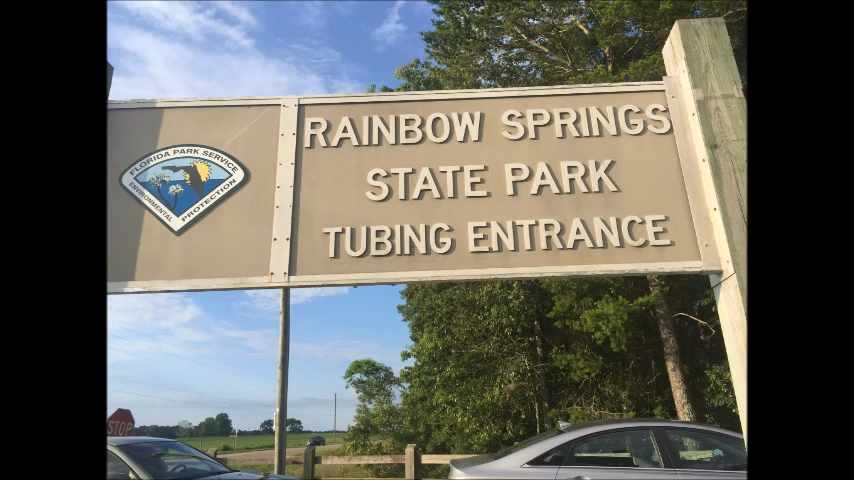 FLORIDA PARK SERVICE
ENVIRONMENTAL
PROTECTION
RAINBOW SPRINGS
STATE PARK
TUBING ENTRANCE
STOP